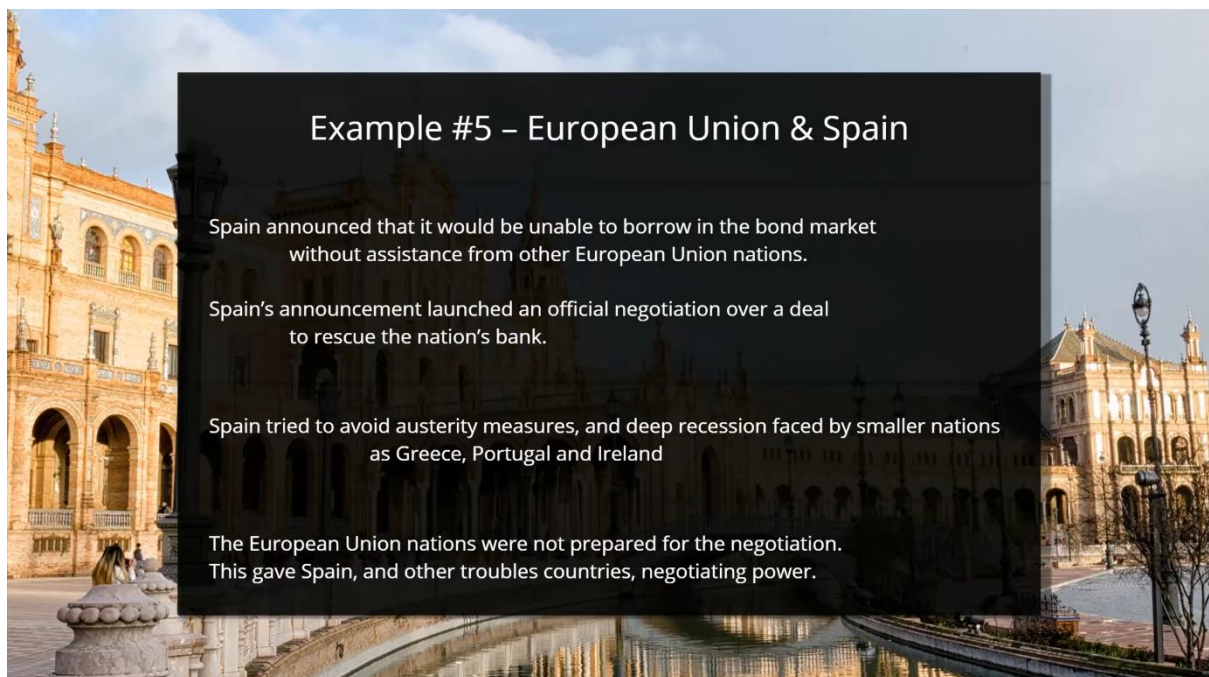 Example #5 – European Union & Spain
Spain announced that it would be unable to borrow in the bond market
without assistance from other European Union nations.
Spain’s announcement launched an official negotiation over a deal
to rescue the nation’s bank.
Spain tried to avoid austerity measures, and deep recession faced by smaller nations
as Greece, Portugal and Ireland
The European Union nations were not prepared for the negotiation.
This gave Spain, and other troubles countries, negotiating power.